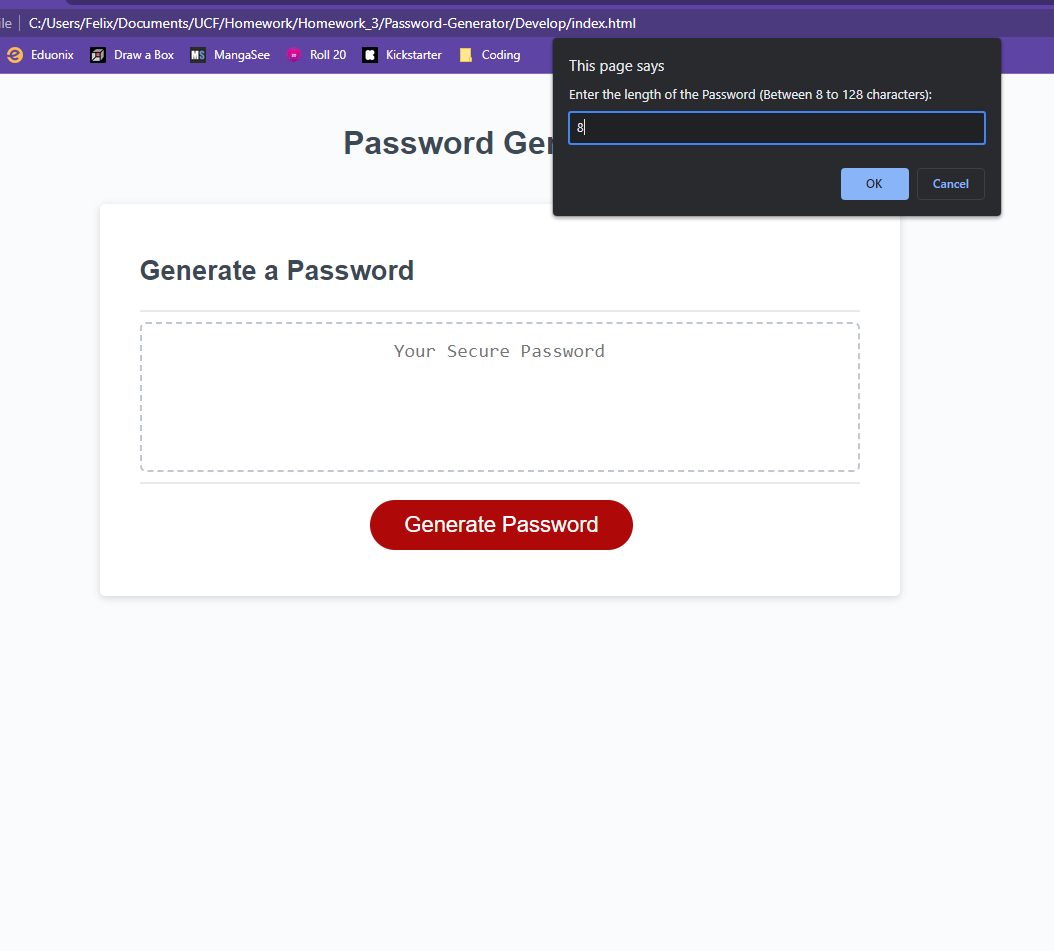 C:/Users/Felix/Documents/UCF/Homework/Homework_3/Password-Generator/Develop/index.html
Eduonix Draw a Box MS MangaSee Roll 20 Kickstarter Coding
This page says
Enter the length of the Password (Between 8 to 128 characters):
8
OK Cancel
Password Gen
Generate a Password
Your Secure Password
Generate Password